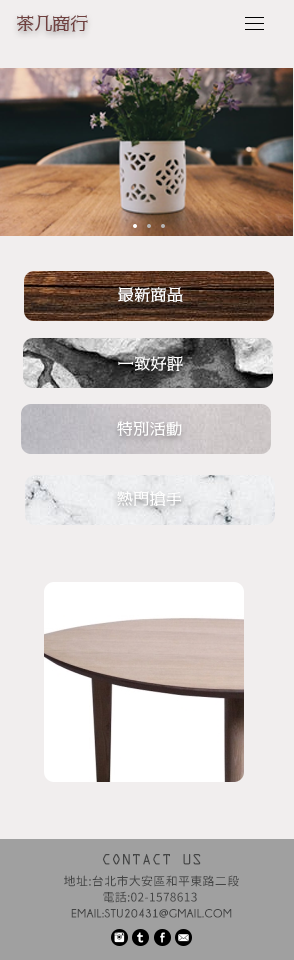 茶几商行
最新商品
一致好評
特別活動
熱門搶手
CONTACT US
地址:台北市大安區和平東路二段
電話:02-1578613
EMAIL:STU20431@GMAIL.COM